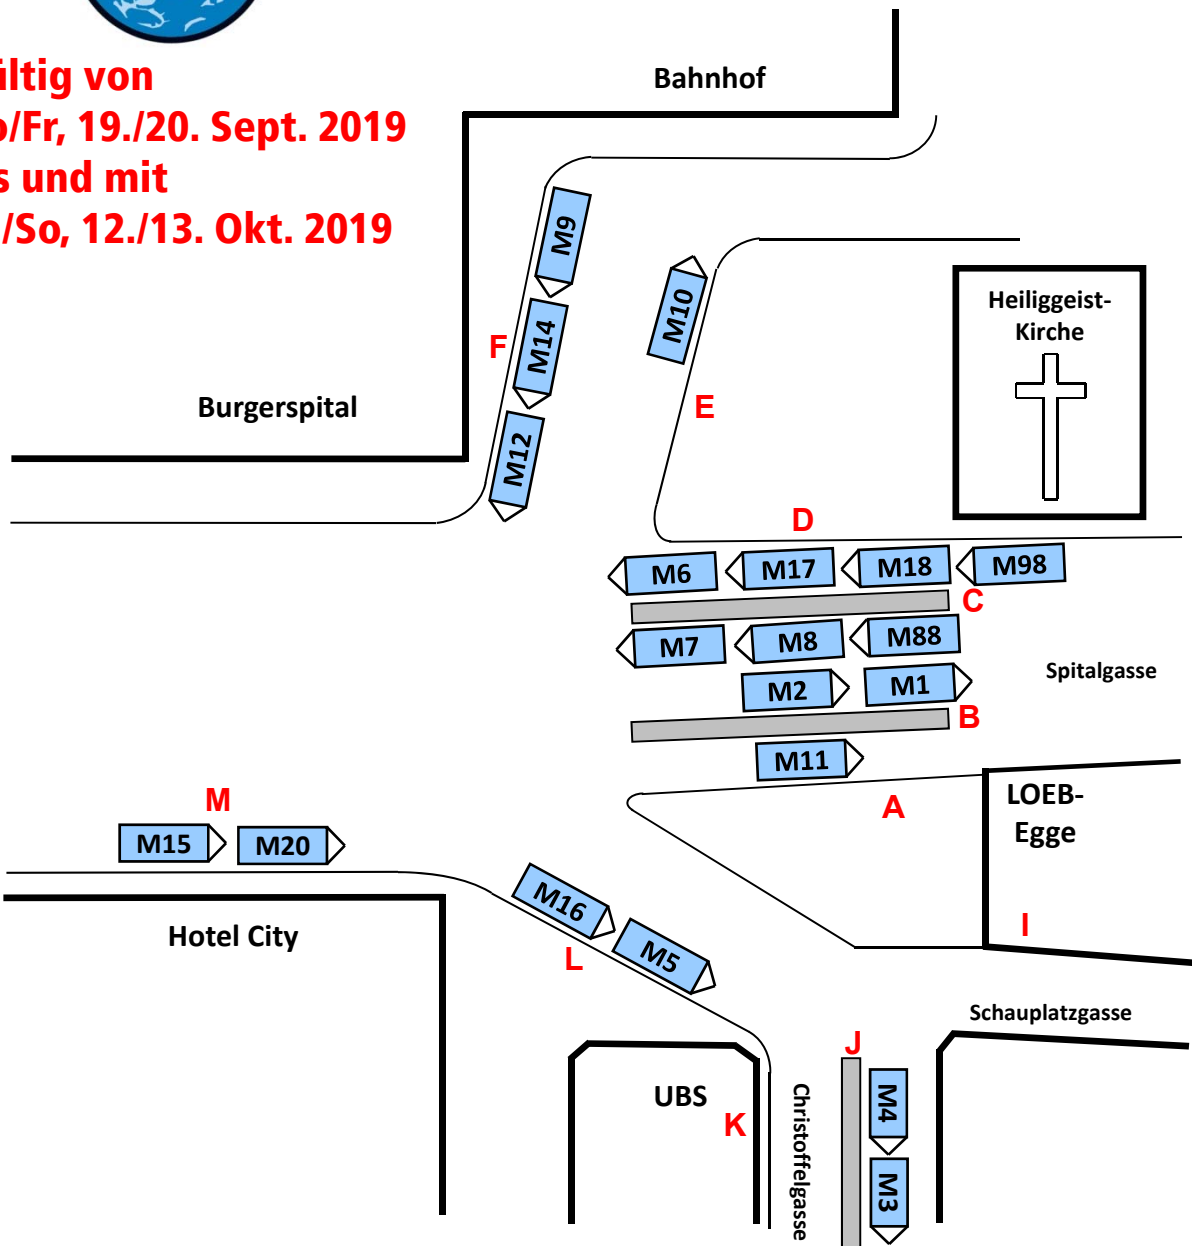 Bahnhof
ültig von
o/Fr, 19./20. Sept. 2019
s und mit
/So, 12./13. Okt. 2019
M9
M10
Heiliggeist-
Kirche
M14
F
E
Burgerspital
M12
D
M6
M17
M18
M98
C
M7
M8
M88
M2
M1
Spitalgasse
B
M11
A
LOEB-
Egge
M
M15
M20
M16
Hotel City
L
M5
I
Schauplatzgasse
J
UBS
K
Christoffelgasse
M4
M3